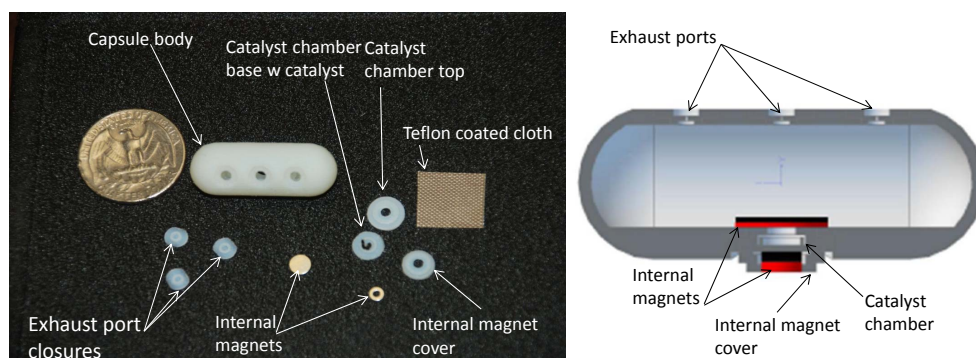 Capsule body
Catalyst chamber
base w catalyst
Catalyst
chamber top
Teflon coated cloth
Exhaust port
closures
Internal
magnets
Internal magnet
cover
Exhaust ports
Internal
magnets
Internal magnet
cover
Catalyst
chamber